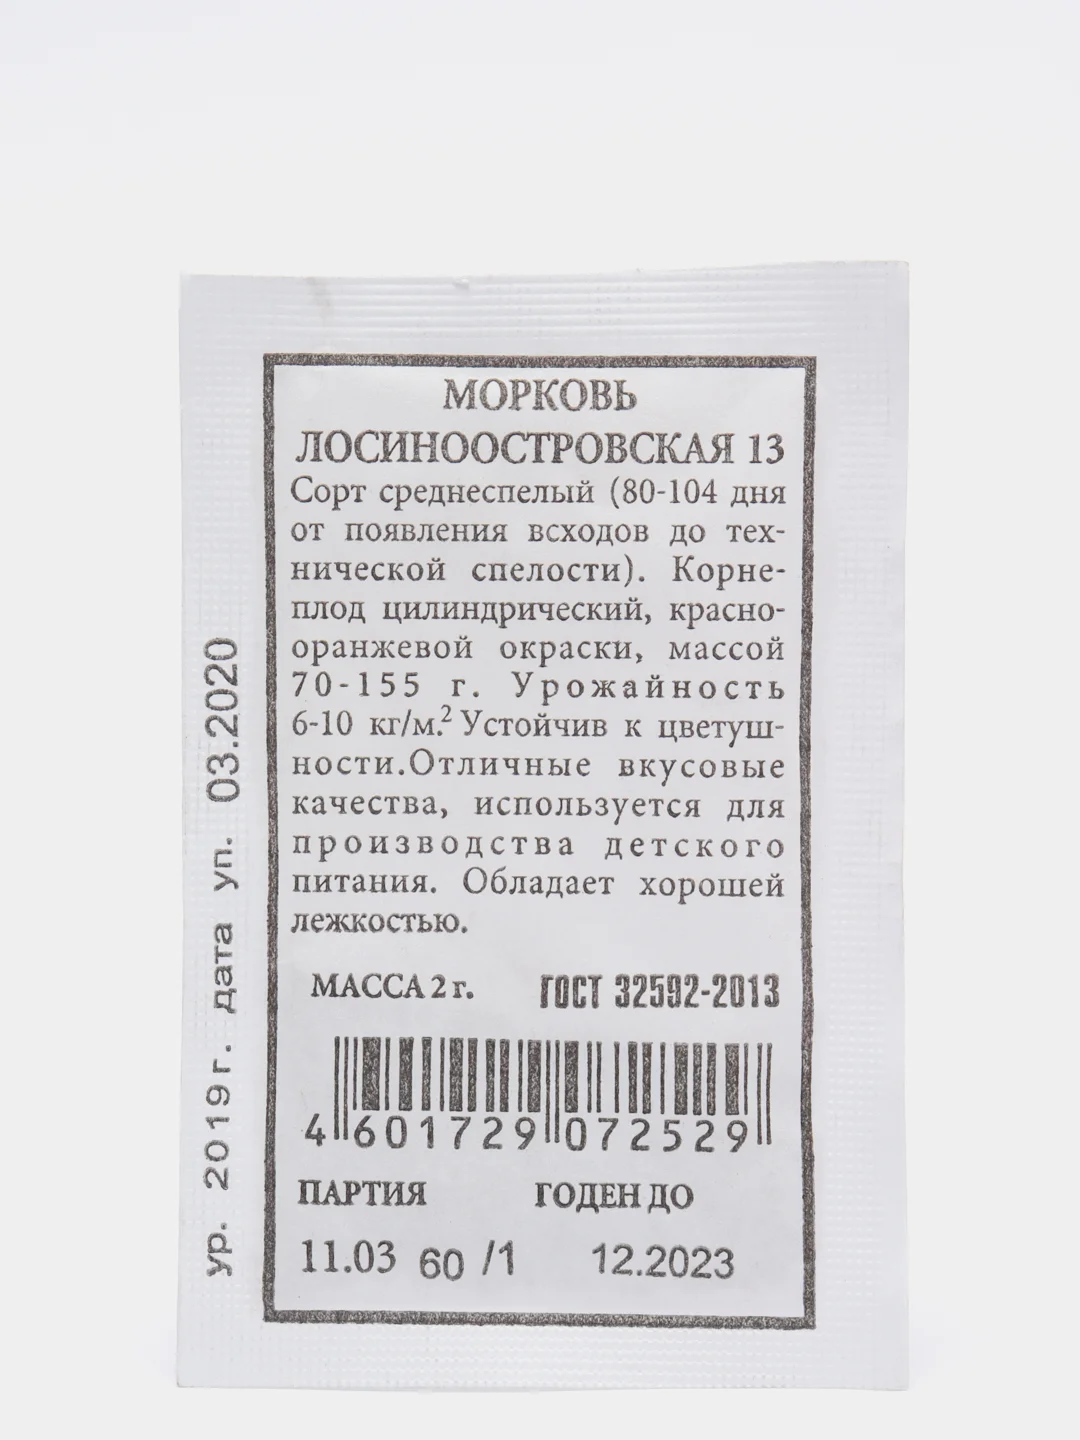 МОРКОВЬ
ЛОСИНООСТРОВСКАЯ 13
Сорт среднеспелый (80-104 дня
от появления всходов до тех-
нической спелости). Корне-
плод цилиндрический, красно-
оранжевой окраски, массой
70-155 г. Урожайность
6-10 кг/м.² Устойчив к цветуш-
ности.Отличные вкусовые
качества, используется для
производства детского
питания. Обладает хорошей
лежкостью.
МАССА 2 г. ГОСТ 32592-2013
4 601729 072529
ПАРТИЯ ГОДЕН ДО
11.03 60 /1 12.2023
ур. 2019 г. дата уп. 03.2020